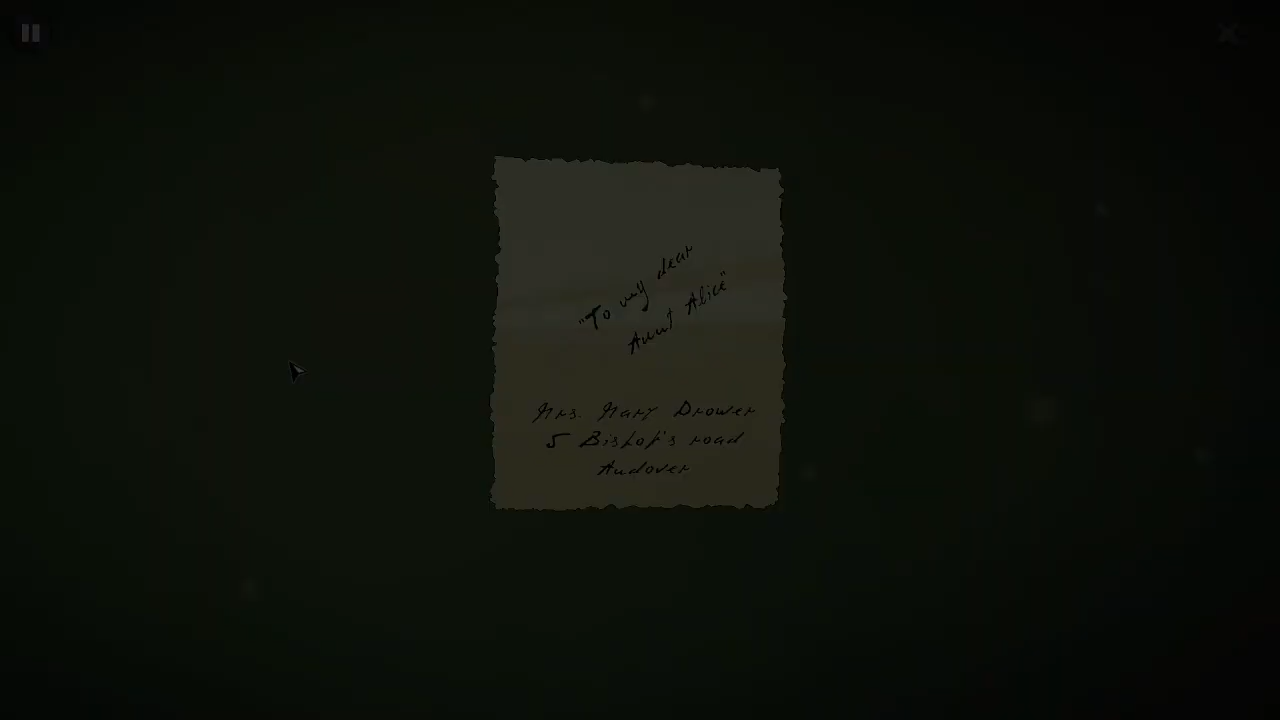 "To my dear
Aunt Alice"
Mrs. Mary Drower
5 Bishop's road
Andover